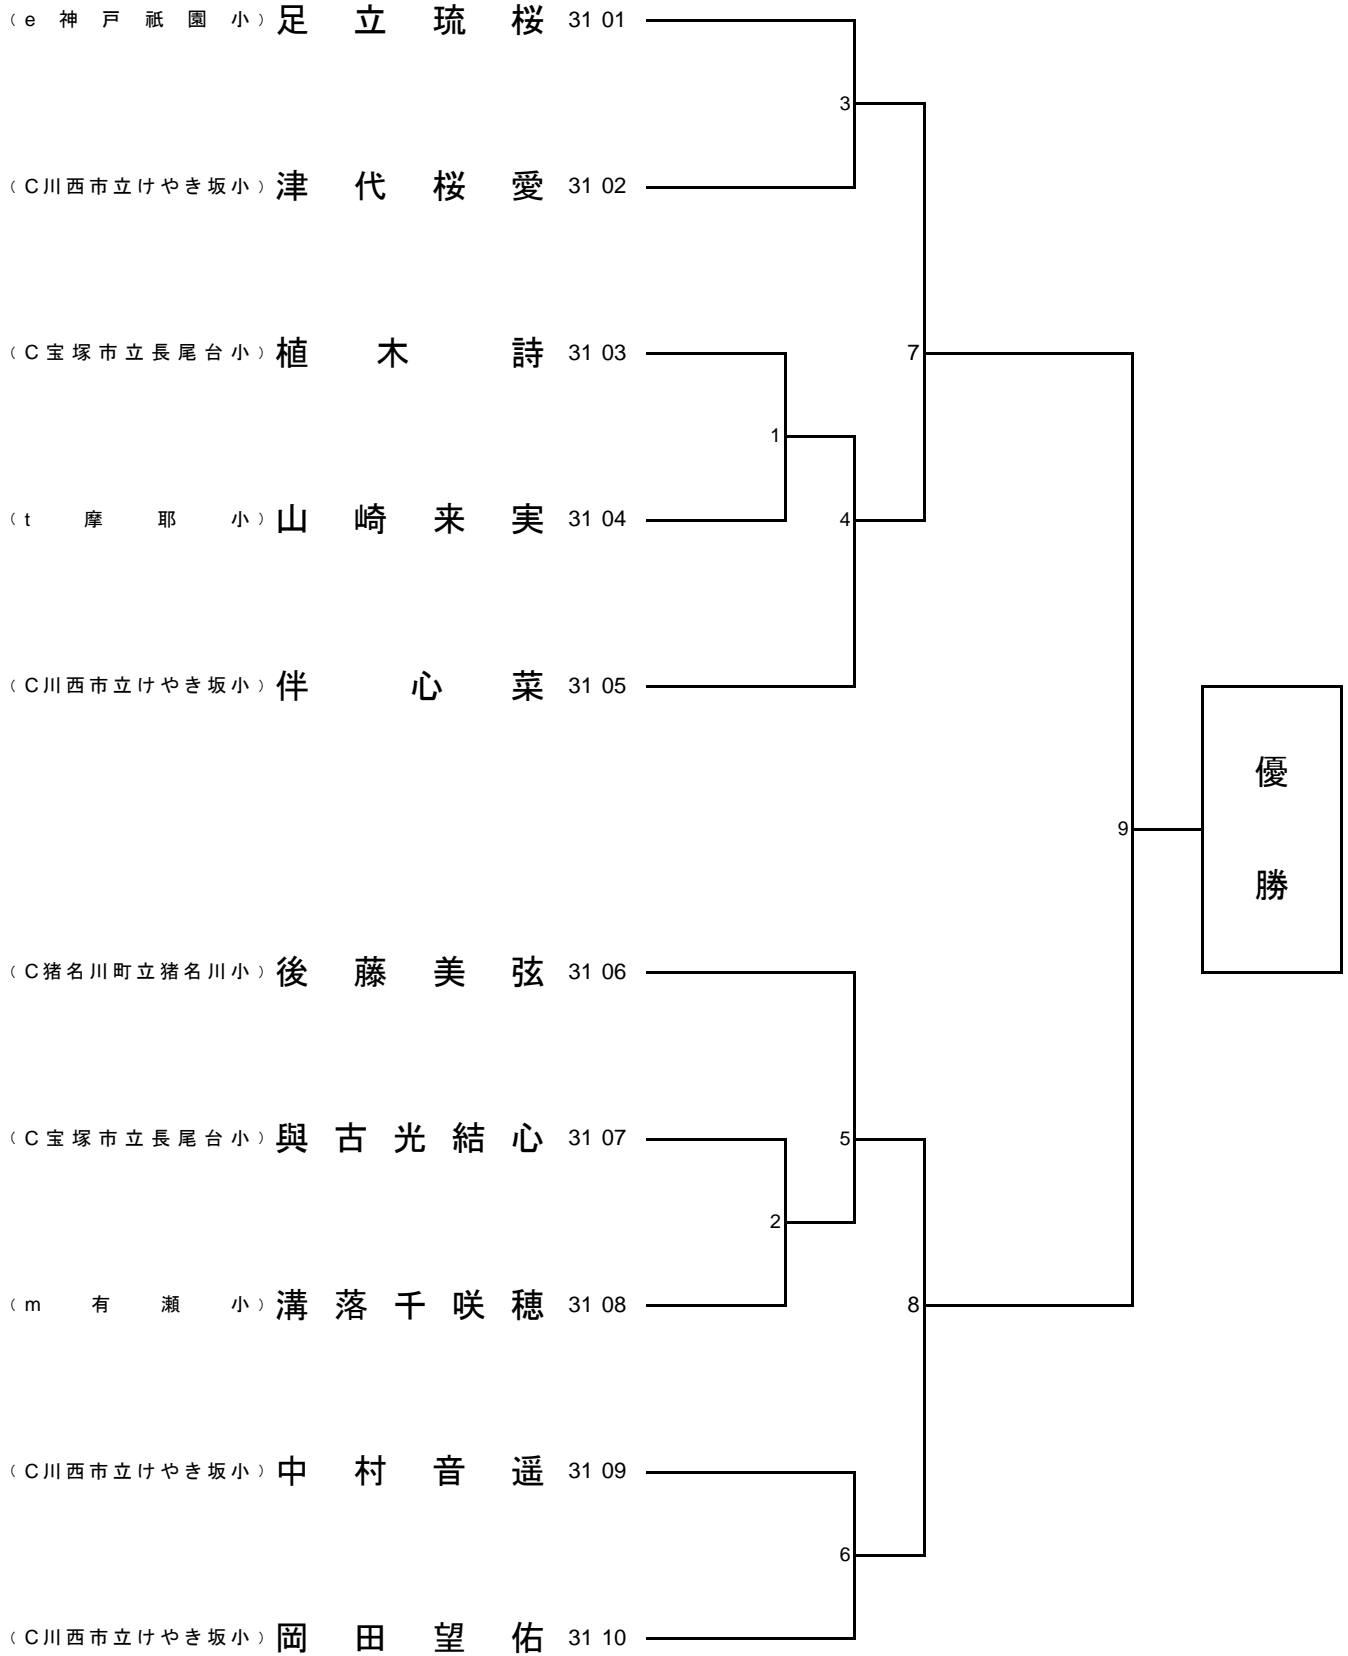 （e神戸祇園小）足立琉桜 31 01
3
（C川西市立けやき坂小）津代桜愛 31 02
（C宝塚市立長尾台小）植木詩 31 03
7
1
（t摩耶小）山崎来実 31 04
4
（C川西市立けやき坂小）伴心菜 31 05
優
9
勝
（C猪名川町立猪名川小）後藤美弦 31 06
（C宝塚市立長尾台小）與古光結心 31 07
5
2
（m有瀬小）溝落千咲穂 31 08
8
（C川西市立けやき坂小）中村音遥 31 09
6
（C川西市立けやき坂小）岡田望佑 31 10